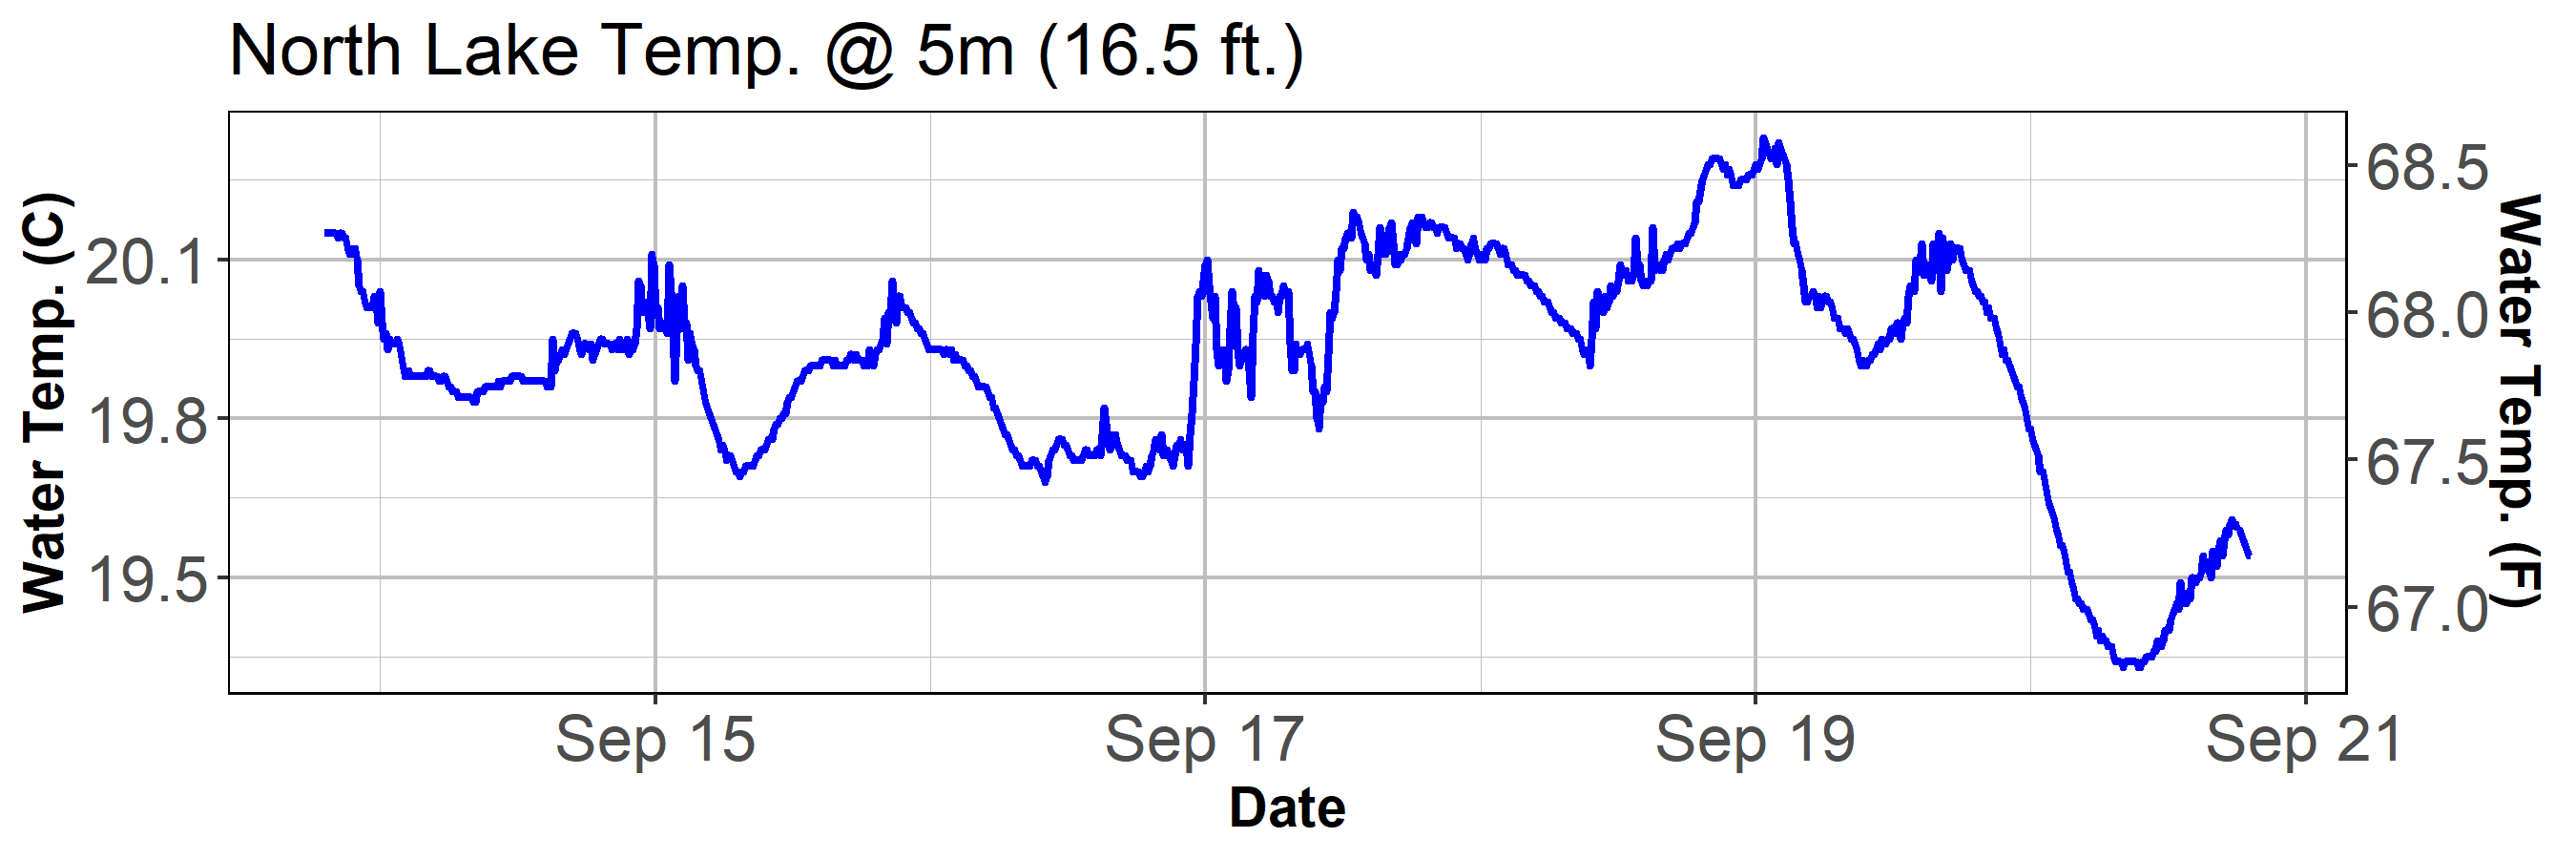 North Lake Temp. @ 5m (16.5 ft.)
Water Temp. (C)
20.1
19.8
19.5
68.5
68.0
67.5
67.0
Water Temp. (F)
Sep 15
Sep 17
Sep 19
Sep 21
Date